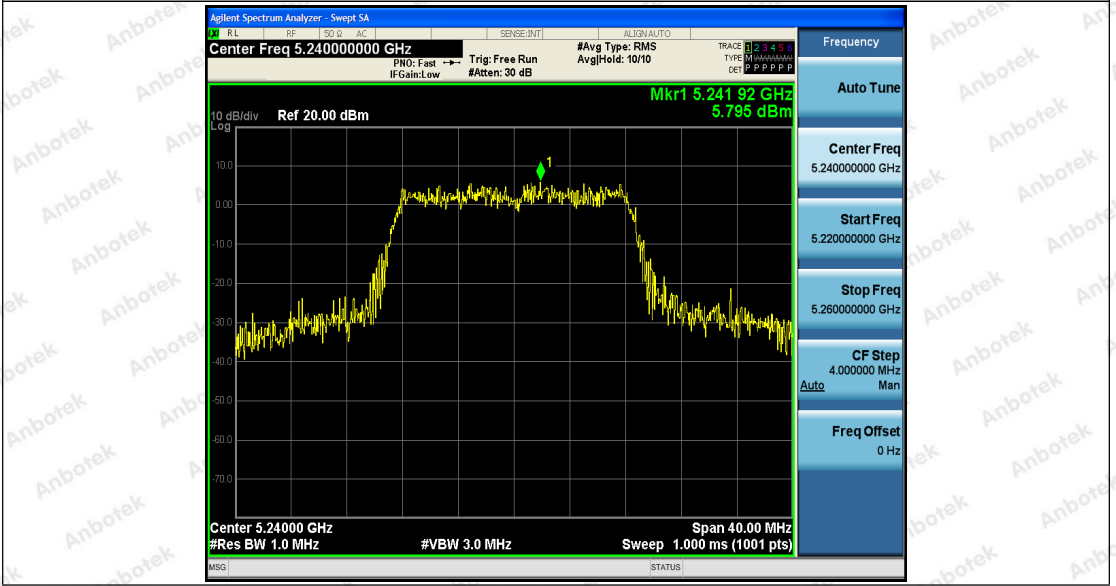 Agilent Spectrum Analyzer - Swept SA
RL RF 50 Ω AC SENSE:INT ALIGNAUTO
Center Freq 5.240000000 GHz
PNO: Fast
IFGain:Low
Trig: Free Run
#Atten: 30 dB
#Avg Type: RMS
Avg|Hold: 10/10
TRACE 1 2 3 4 5 6
TYPE M WWWWW
DET P P P P P P
Mkr1 5.241 92 GHz
5.795 dBm
10 dB/div
Log
Ref 20.00 dBm
1
10.0
0.00
-10.0
-20.0
-30.0
-40.0
-50.0
-60.0
-70.0
Center 5.24000 GHz
Span 40.00 MHz
#Res BW 1.0 MHz
#VBW 3.0 MHz
Sweep 1.000 ms (1001 pts)
MSG
STATUS
Frequency
Auto Tune
Center Freq
5.240000000 GHz
Start Freq
5.220000000 GHz
Stop Freq
5.260000000 GHz
CF Step
4.000000 MHz
Auto Man
Freq Offset
0 Hz
Anbotek